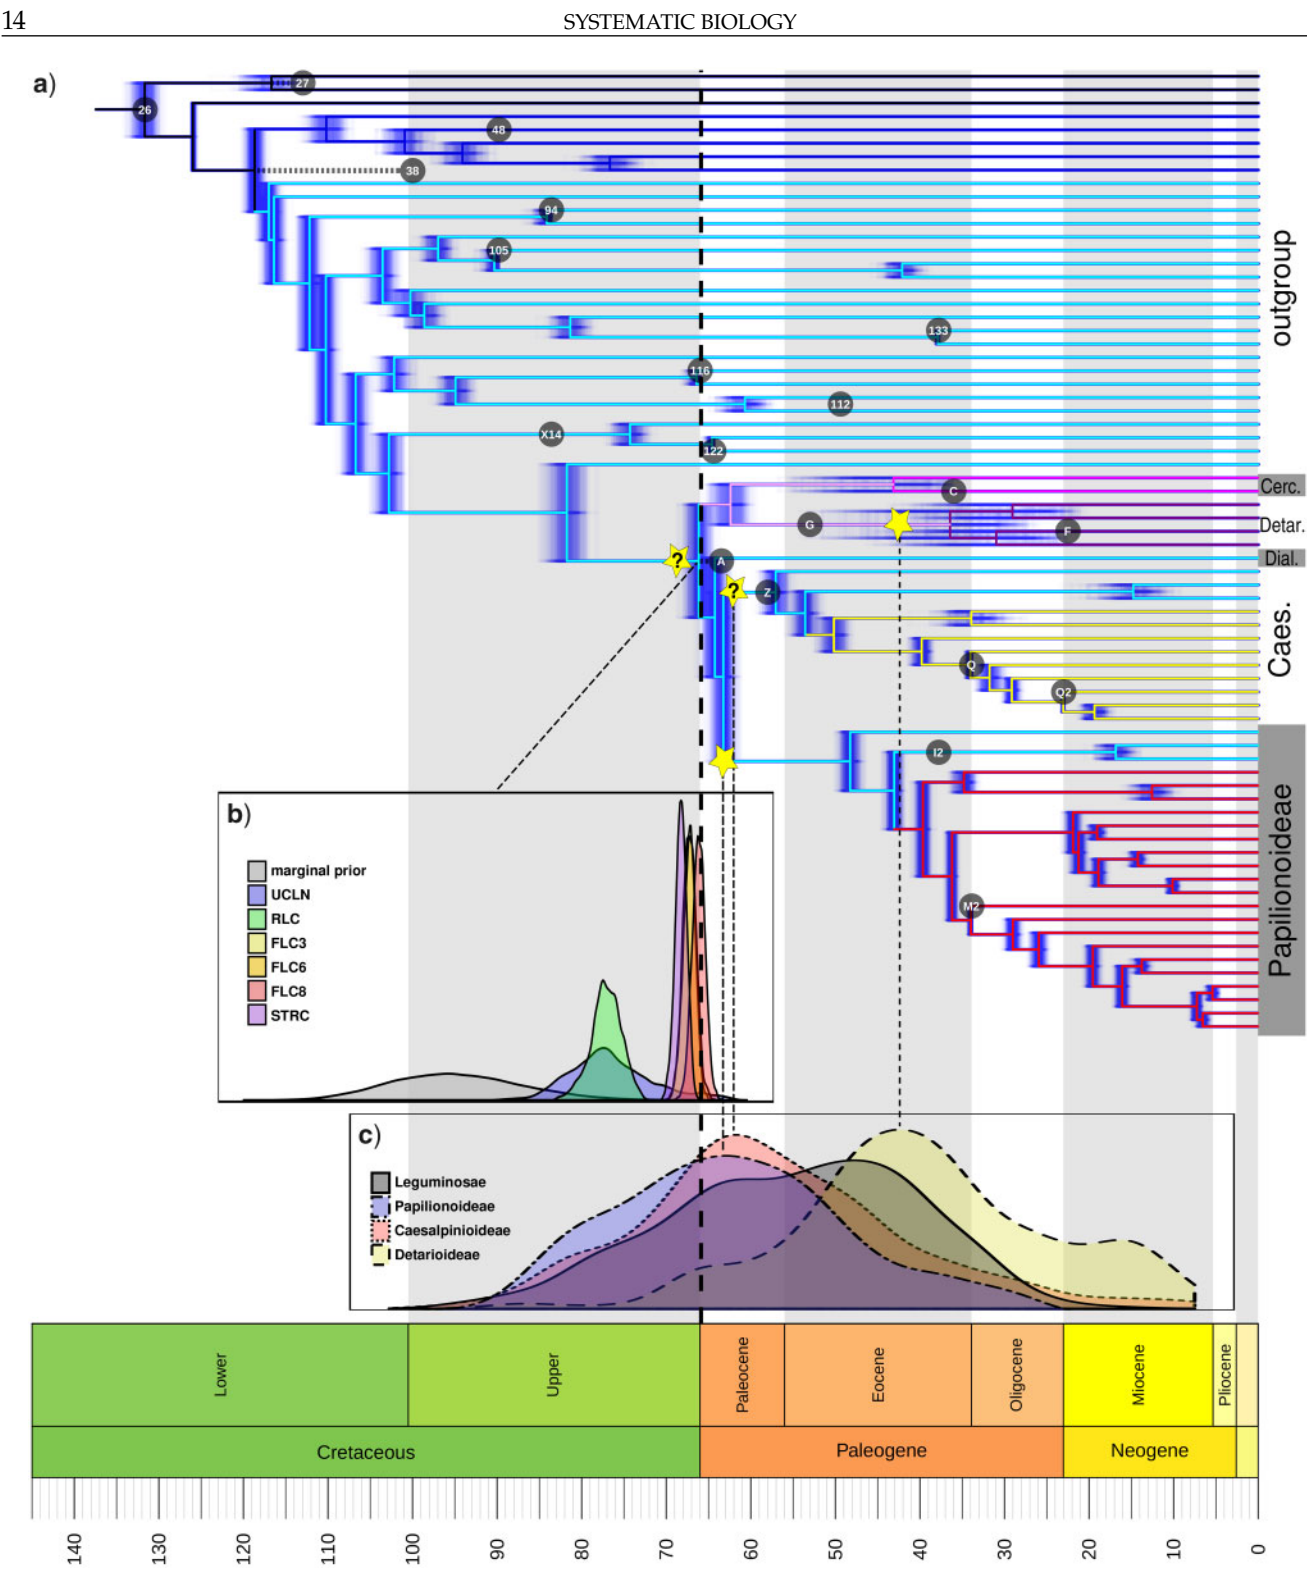 14
SYSTEMATIC BIOLOGY
a)
27
26
48
38
94
105
133
116
112
X14
122
outgroup
C
Cerc.
G
F
Detar.
?
A
Dial.
?
Z
Caes.
Q
Q2
I2
M2
Papilionoideae
b)
marginal prior
UCLN
RLC
FLC3
FLC6
FLC8
STRC
c)
Leguminosae
Papilionoideae
Caesalpinioideae
Detarioideae
Lower
Upper
Paleocene
Eocene
Oligocene
Miocene
Pliocene
Cretaceous
Paleogene
Neogene
140 130 120 110 100 90 80 70 60 50 40 30 20 10 0